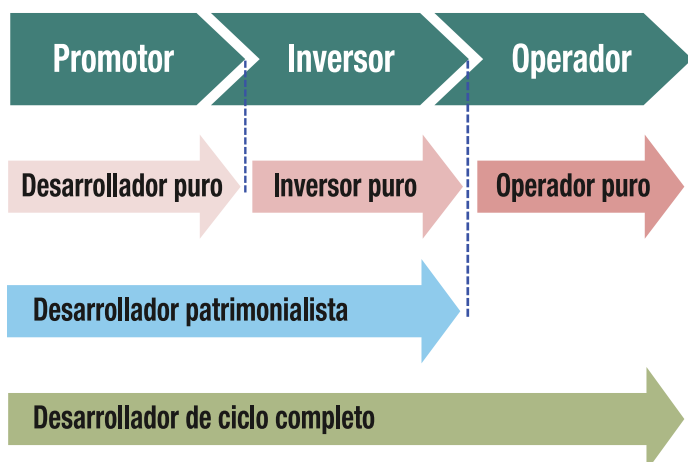 Promotor
Inversor
Operador
Desarrollador puro
Inversor puro
Operador puro
Desarrollador patrimonialista
Desarrollador de ciclo completo